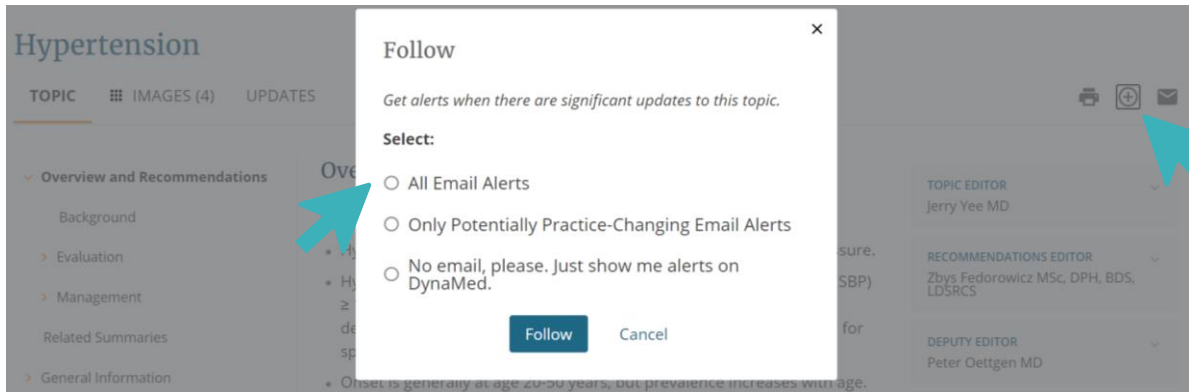 Hypertension
TOPIC
IMAGES (4)
UPDATES
Overview and Recommendations
Background
Evaluation
Management
Related Summaries
General Information
Ove
sure.
SBP)
≥
de
for
sp
Onset is generally at age 20-50 years, but prevalence increases with age.
×
Follow
Get alerts when there are significant updates to this topic.
Select:
All Email Alerts
Only Potentially Practice-Changing Email Alerts
No email, please. Just show me alerts on
DynaMed.
Follow
Cancel
TOPIC EDITOR
Jerry Yee MD
RECOMMENDATIONS EDITOR
Zbys Fedorowicz MSc, DPH, BDS,
LDSRCS
DEPUTY EDITOR
Peter Oettgen MD